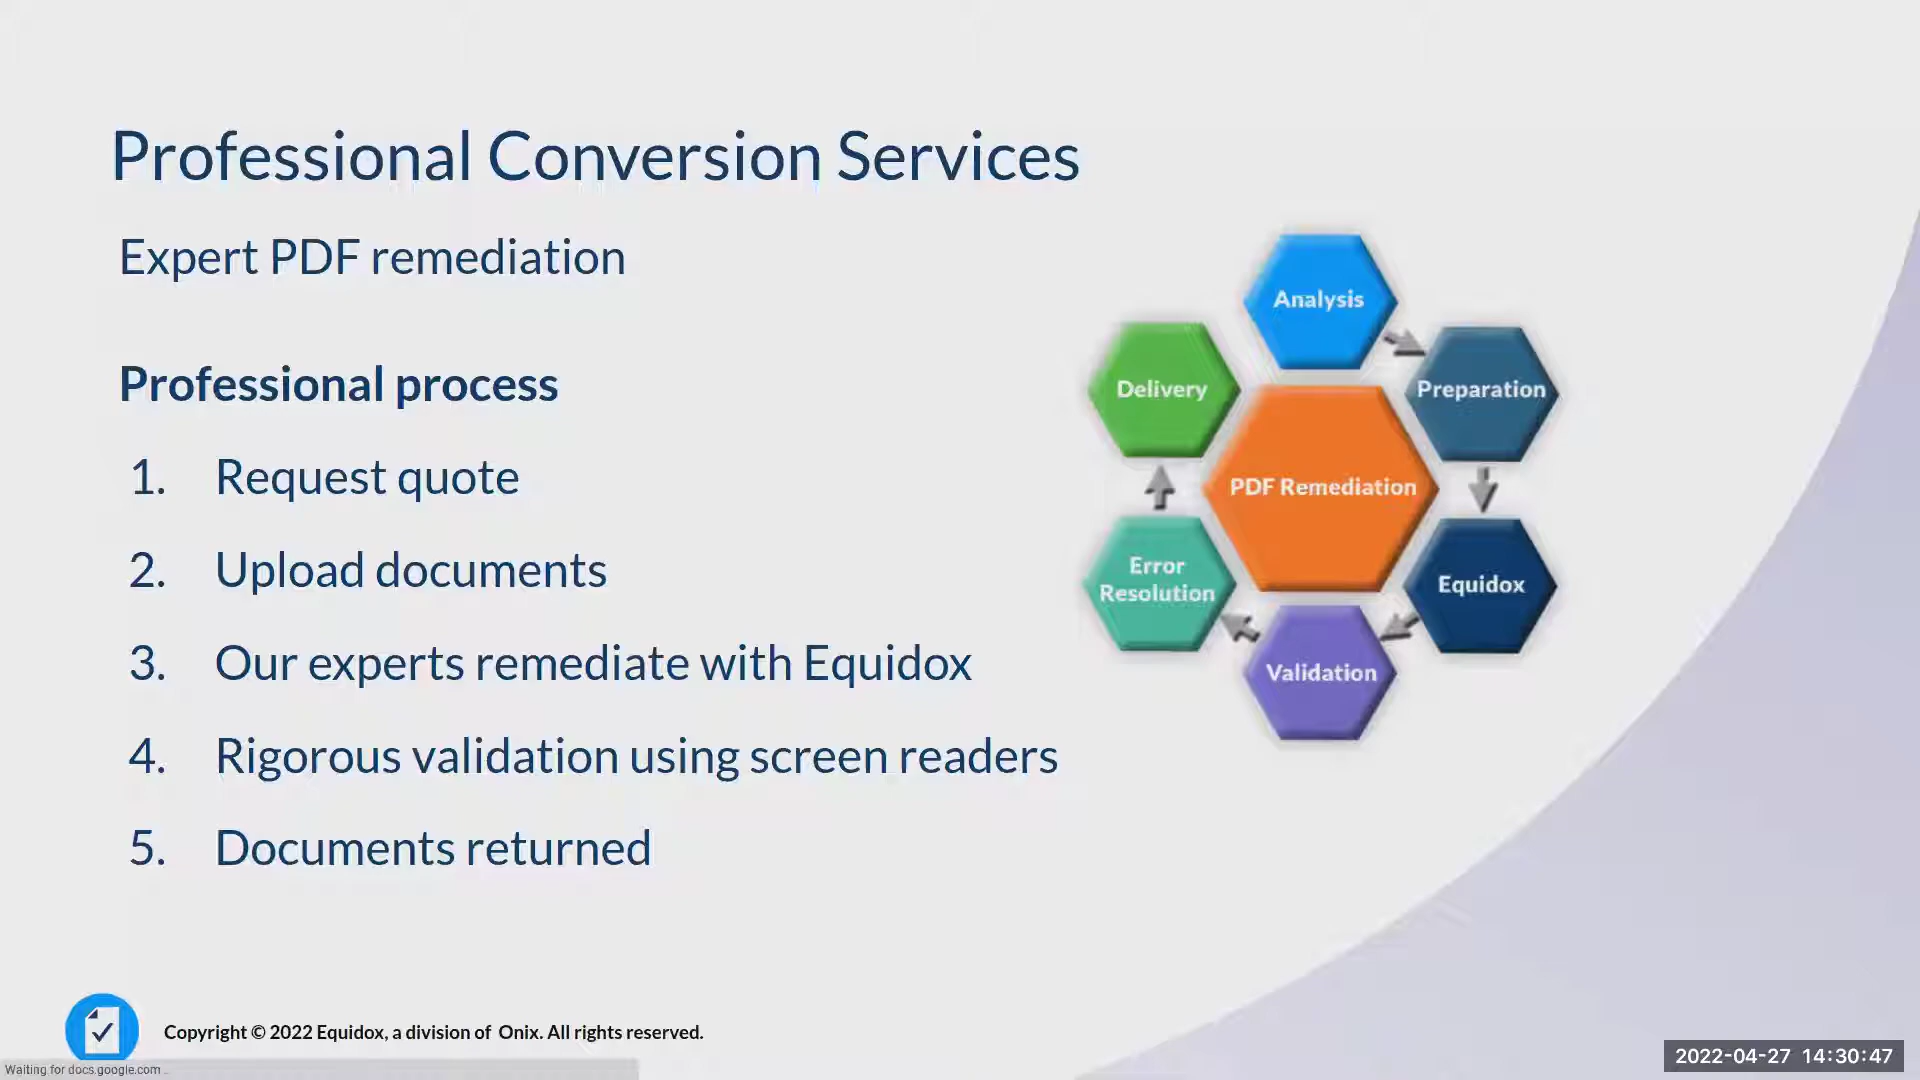 Professional Conversion Services
Expert PDF remediation
Professional process
1. Request quote
2. Upload documents
3. Our experts remediate with Equidox
4. Rigorous validation using screen readers
5. Documents returned
Analysis
Preparation
Equidox
Validation
Error
Resolution
Delivery
PDF Remediation
Copyright © 2022 Equidox, a division of Onix. All rights reserved.
Waiting for docs.google.com...
2022-04-27 14:30:47